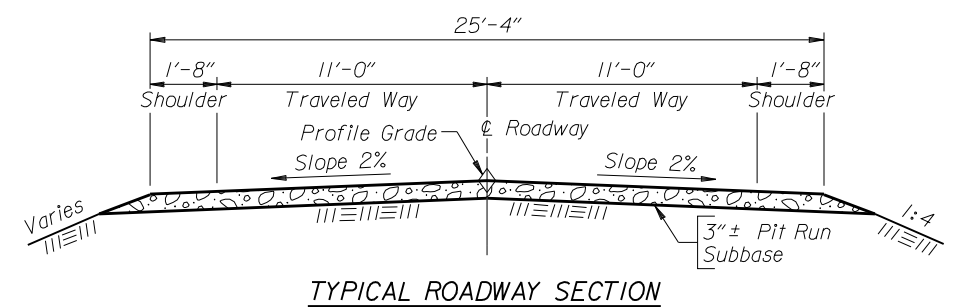 25'-4"
1'-8" 11'-0" 11'-0" 1'-8"
Shoulder Traveled Way Traveled Way Shoulder
Profile Grade ℄ Roadway
Slope 2% Slope 2%
Varies 1:4
3"± Pit Run
Subbase
TYPICAL ROADWAY SECTION